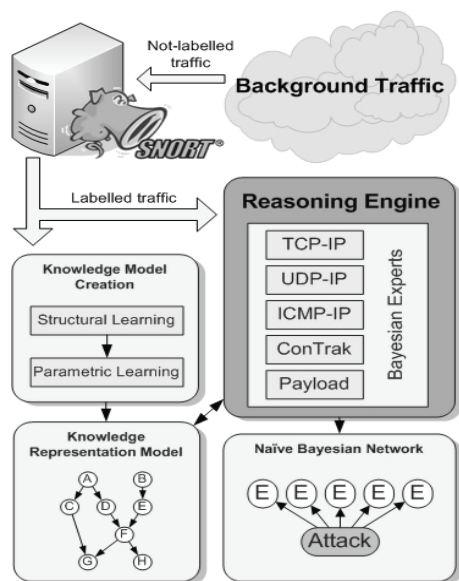 Not-labelled
traffic
Background Traffic
SNORT®
Labelled traffic
Reasoning Engine
TCP-IP
UDP-IP
ICMP-IP
ConTrak
Payload
Bayesian Experts
Knowledge Model
Creation
Structural Learning
Parametric Learning
Knowledge
Representation Model
A
B
C
D
E
F
G
H
Naïve Bayesian Network
E E E E E
Attack